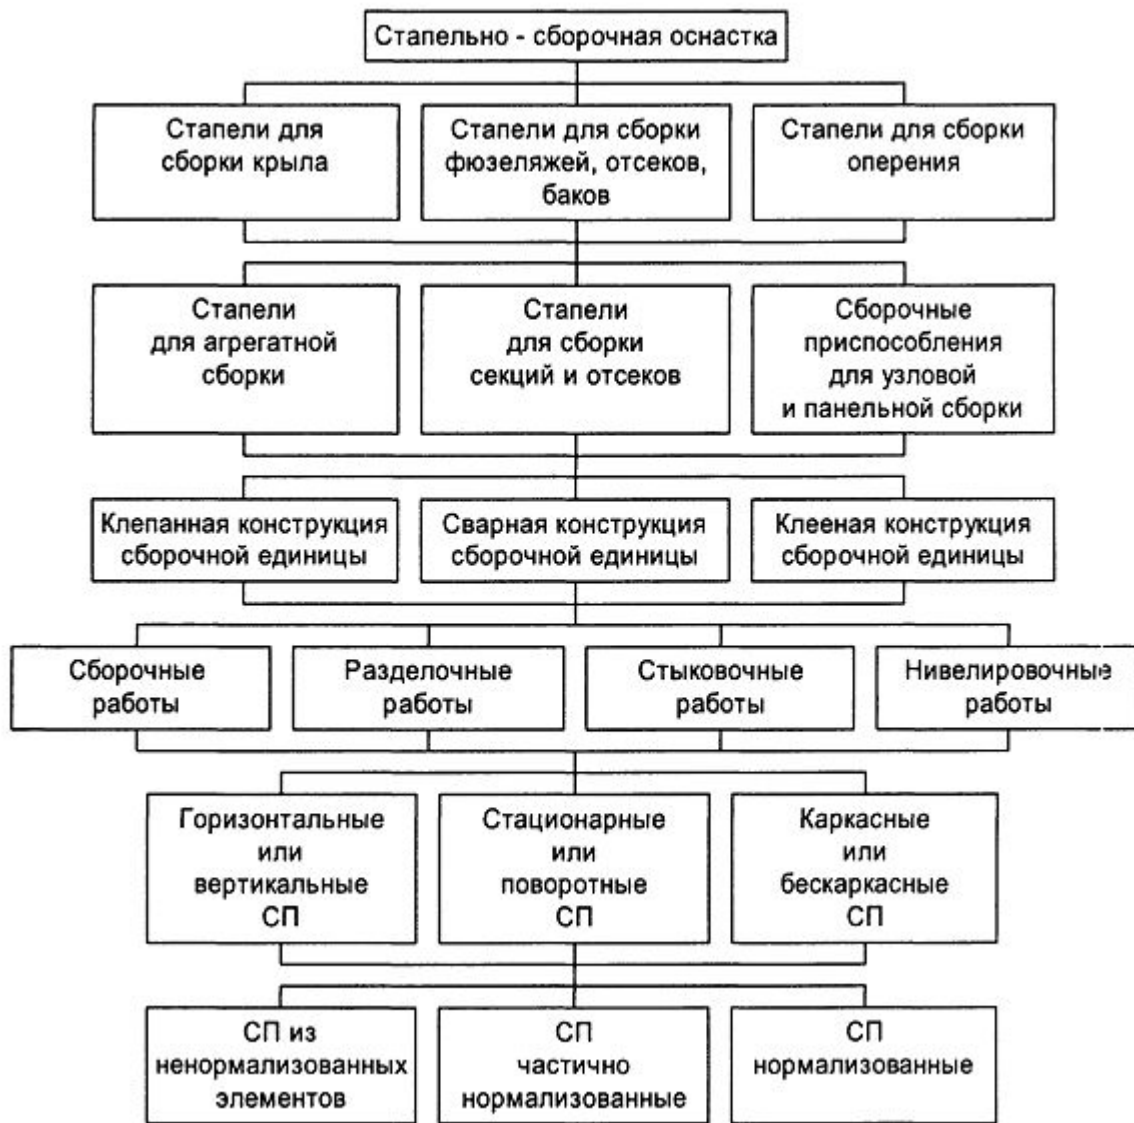 Стапельно - сборочная оснастка
Стапели для
сборки крыла
Стапели для сборки
фюзеляжей, отсеков,
баков
Стапели для сборки
оперения
Стапели
для агрегатной
сборки
Стапели
для сборки
секций и отсеков
Сборочные
приспособления
для узловой
и панельной сборки
Клепанная конструкция
сборочной единицы
Сварная конструкция
сборочной единицы
Клееная конструкция
сборочной единицы
Сборочные
работы
Разделочные
работы
Стыковочные
работы
Нивелировочные
работы
Горизонтальные
или
вертикальные
СП
Стационарные
или
поворотные
СП
Каркасные
или
бескаркасные
СП
СП из
ненормализованных
элементов
СП
частично
нормализованные
СП
нормализованные